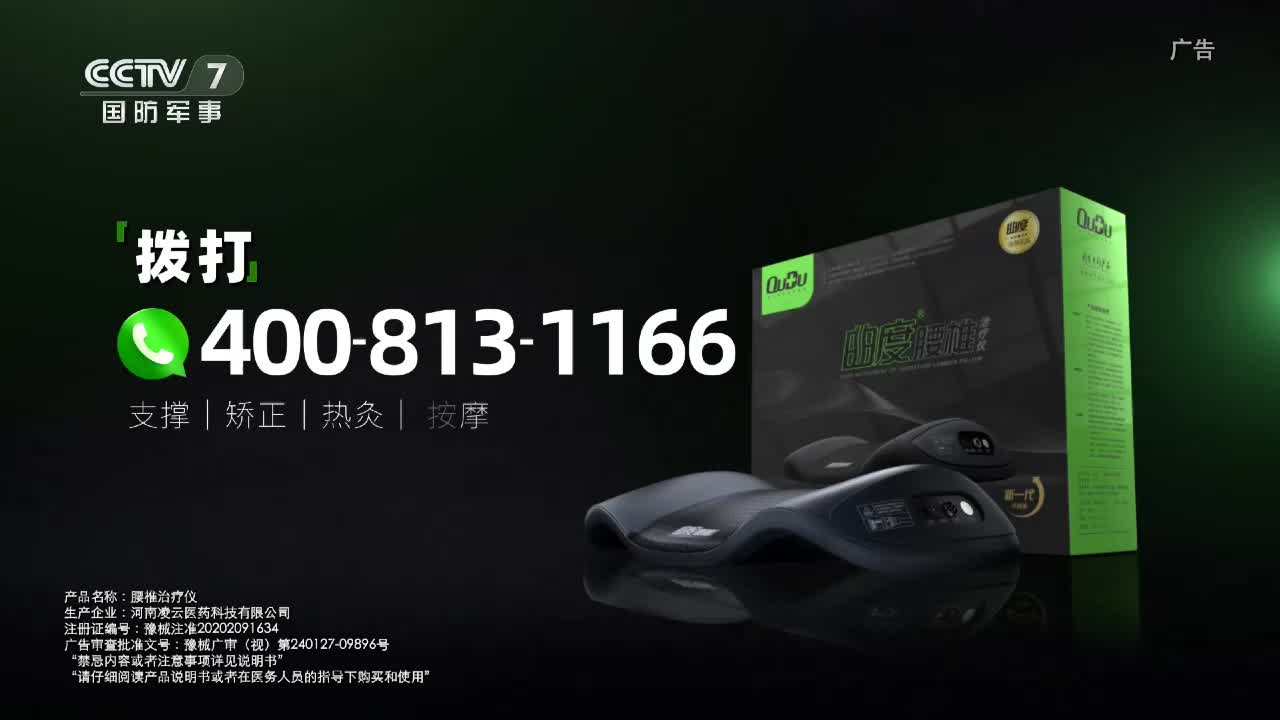 CCTV 7
国防军事
广告
拨打
400-813-1166
支撑｜矫正｜热灸｜按摩
QuDu
QuDu
曲度®腰椎
新一代
产品名称：腰椎治疗仪
生产企业：河南凌云医药科技有限公司
注册证编号：豫械注准20202091634
广告审查批准文号：豫械广审（视）第240127-09896号
“禁忌内容或者注意事项详见说明书”
“请仔细阅读产品说明书或者在医务人员的指导下购买和使用”